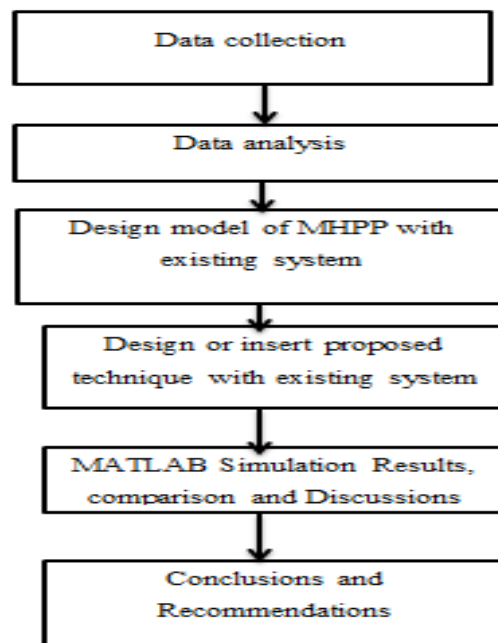 Data collection
Data analysis
Design model of MHPP with
existing system
Design or insert proposed
technique with existing system
MATLAB Simulation Results,
comparison and Discussions
Conclusions and
Recommendations